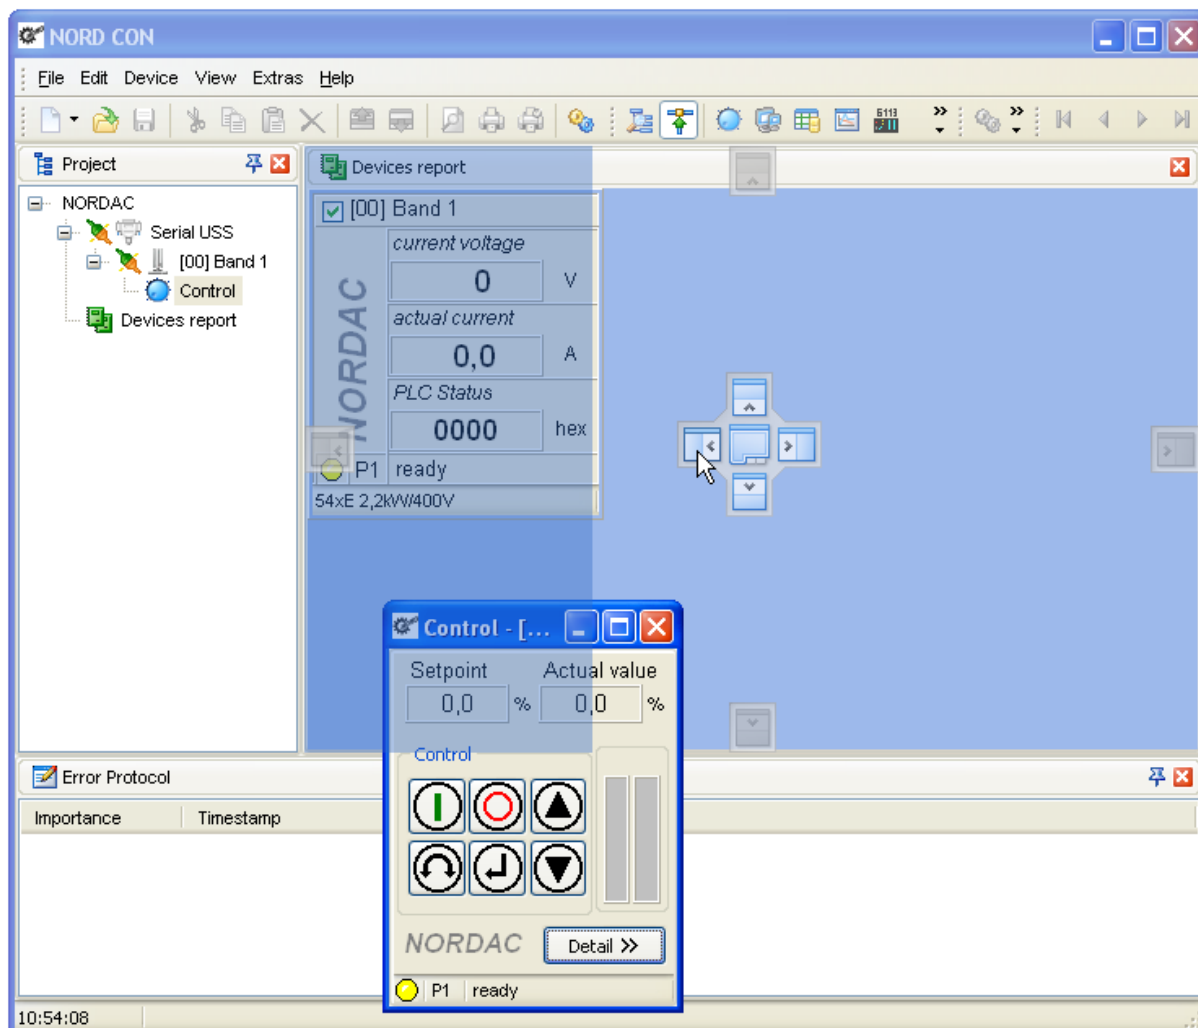 NORD CON
File Edit Device View Extras Help
5113
Project
Devices report
NORDAC
Serial USS
[00] Band 1
Control
Devices report
[00] Band 1
NORDAC
current voltage
0 V
actual current
0,0 A
PLC Status
0000 hex
P1 ready
54xE 2,2kW/400V
Control - [...
Setpoint Actual value
0,0 % 0,0 %
Control
NORDAC Detail >>
P1 ready
Error Protocol
Importance Timestamp
10:54:08